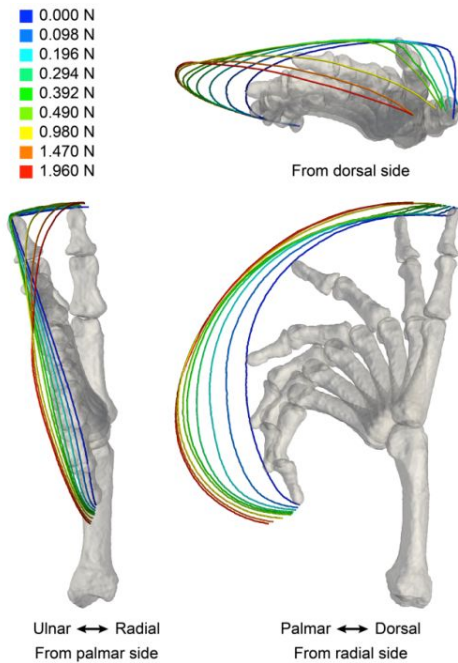 0.000 N
0.098 N
0.196 N
0.294 N
0.392 N
0.490 N
0.980 N
1.470 N
1.960 N
From dorsal side
Ulnar ↔ Radial
From palmar side
Palmar ↔ Dorsal
From radial side